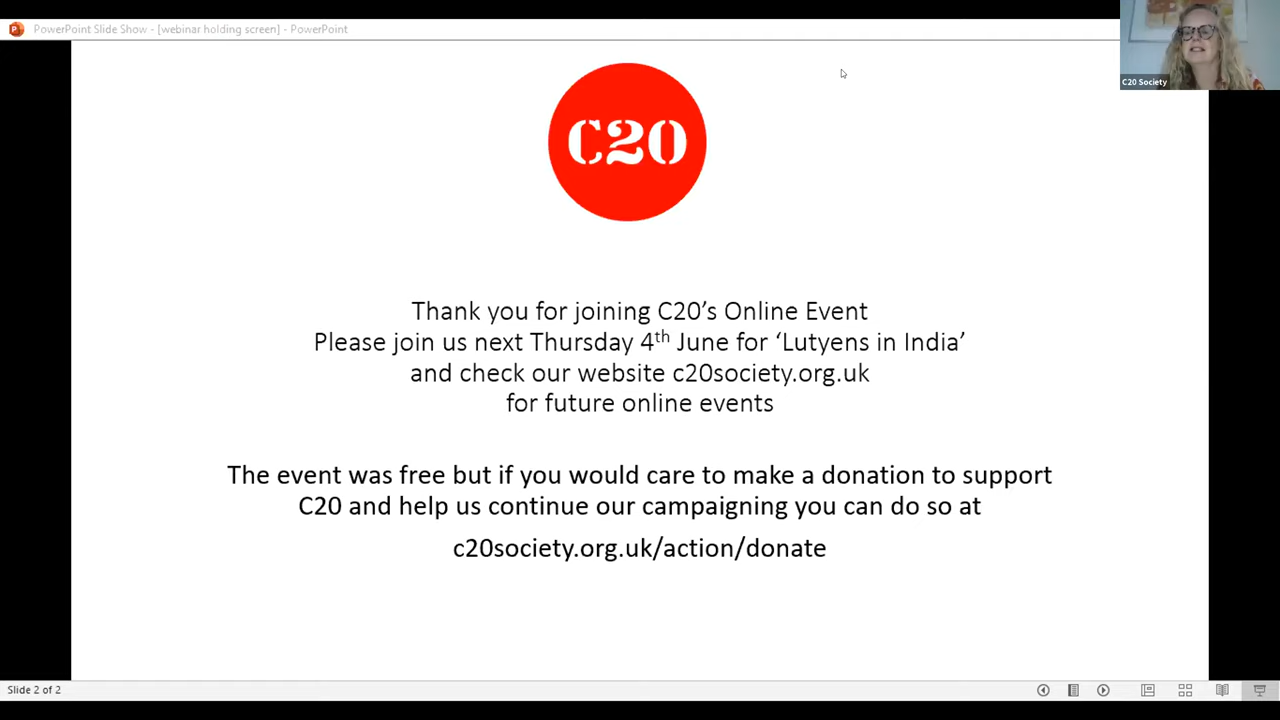 PowerPoint Slide Show - [webinar holding screen] - PowerPoint
C20 Society
C20
Thank you for joining C20’s Online Event
Please join us next Thursday 4th June for ‘Lutyens in India’
and check our website c20society.org.uk
for future online events
The event was free but if you would care to make a donation to support
C20 and help us continue our campaigning you can do so at
c20society.org.uk/action/donate
Slide 2 of 2